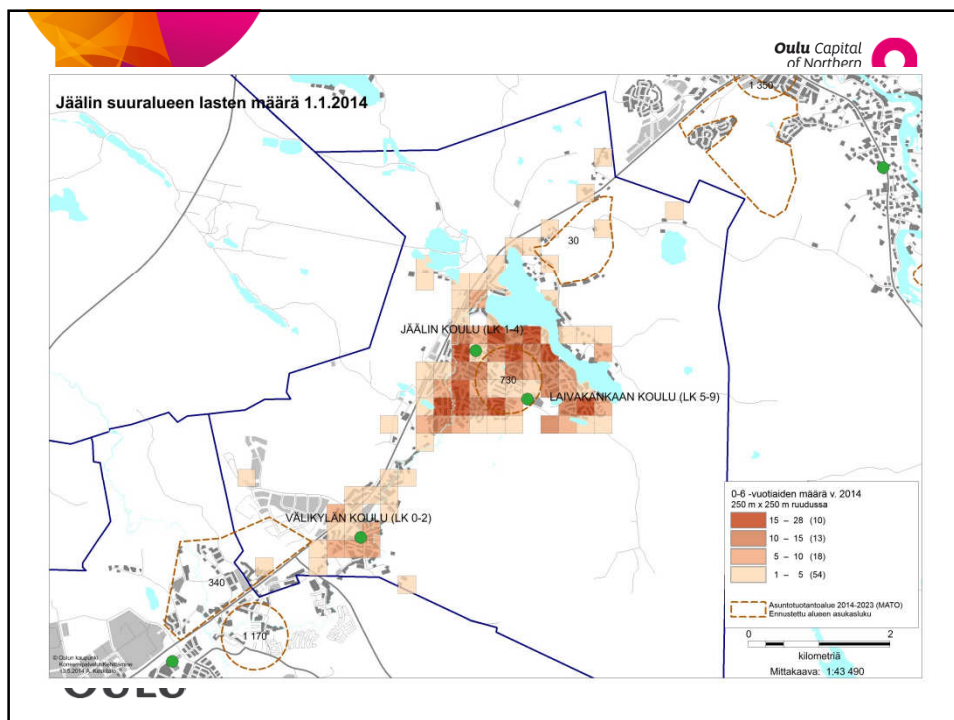 Oulu Capital
of Northern
Jäälin suuralueen lasten määrä 1.1.2014
1 350
30
JÄÄLIN KOULU (LK 1-4)
730
LAIVAKANKAAN KOULU (LK 5-9)
VÄLIKYLÄN KOULU (LK 0-2)
340
1 170
0-6 -vuotiaiden määrä v. 2014
250 m x 250 m ruudussa
15 – 28 (10)
10 – 15 (13)
5 – 10 (18)
1 – 5 (54)
Asuntotuotantoalue 2014-2023 (MATO)
Ennustettu alueen asukasluku
0 2
kilometriä
Mittakaava: 1:43 490
© Oulun kaupunki
OULU